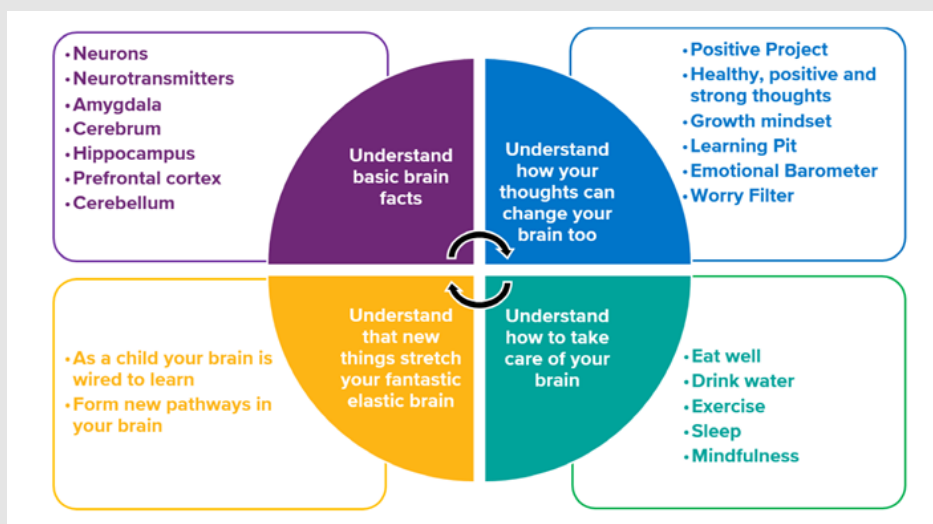 • Neurons
• Neurotransmitters
• Amygdala
• Cerebrum
• Hippocampus
• Prefrontal cortex
• Cerebellum
Understand
basic brain
facts
Understand
how your
thoughts can
change your
brain too
• Positive Project
• Healthy, positive and
strong thoughts
• Growth mindset
• Learning Pit
• Emotional Barometer
• Worry Filter
• As a child your brain is
wired to learn
• Form new pathways in
your brain
Understand
that new
things stretch
your fantastic
elastic brain
Understand
how to take
care of your
brain
• Eat well
• Drink water
• Exercise
• Sleep
• Mindfulness